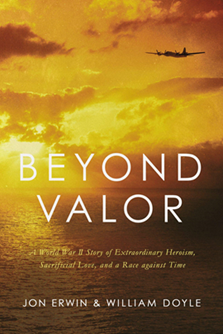 BEYOND
VALOR
A World War II Story of Extraordinary Heroism,
Sacrificial Love, and a Race against Time
JON ERWIN & WILLIAM DOYLE